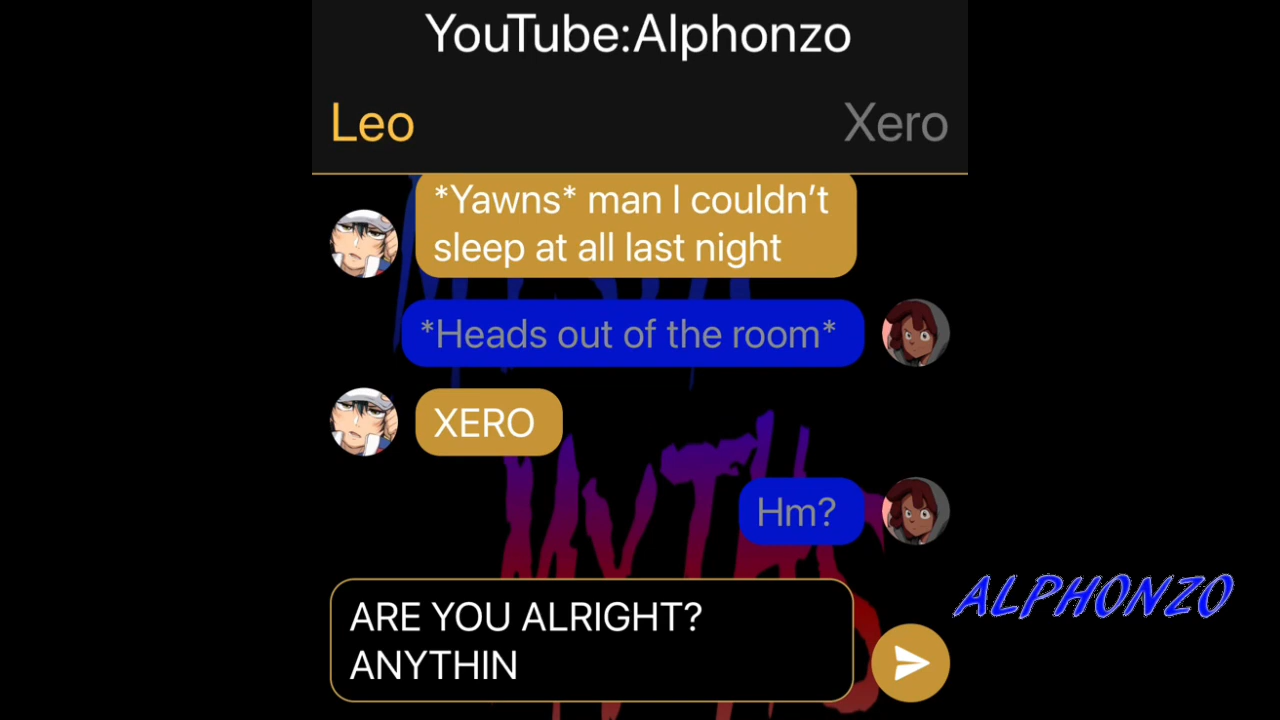 YouTube:Alphonzo
Leo
Xero
*Yawns* man I couldn’t
sleep at all last night
*Heads out of the room*
XERO
Hm?
MYTHS
ARE YOU ALRIGHT?
ANYTHIN
ALPHONZO